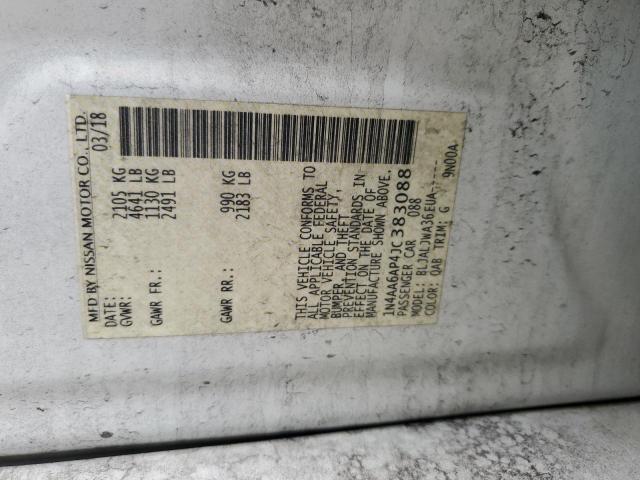 MFD BY NISSAN MOTOR CO., LTD.
DATE: 03/18
GVWR: 2105 KG
4641 LB
GAWR FR.: 1130 KG
2491 LB
GAWR RR.: 990 KG
2183 LB
THIS VEHICLE CONFORMS TO
ALL APPLICABLE FEDERAL
MOTOR VEHICLE SAFETY,
BUMPER, AND THEFT
PREVENTION STANDARDS IN
EFFECT ON THE DATE OF
MANUFACTURE SHOWN ABOVE.
1N4AA6AP4JC383088
PASSENGER CAR 088
MODEL: BLJALJWA36EUA-----
COLOR: QAB TRIM: G 9N00A